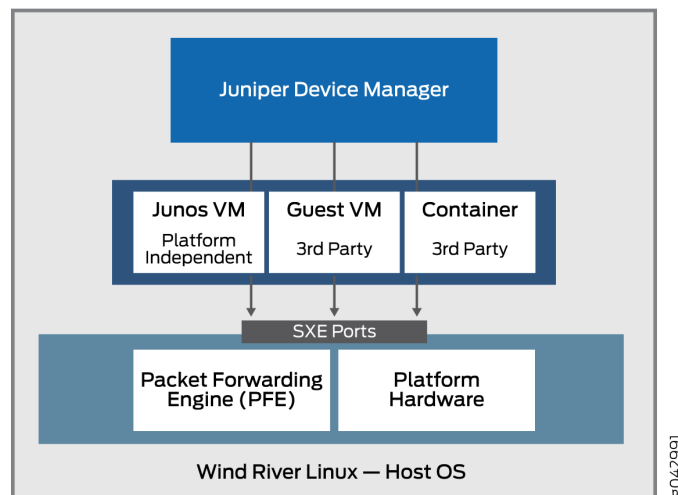 Juniper Device Manager
Junos VM
Platform
Independent
Guest VM
3rd Party
Container
3rd Party
SXE Ports
Packet Forwarding
Engine (PFE)
Platform
Hardware
Wind River Linux — Host OS
g042991